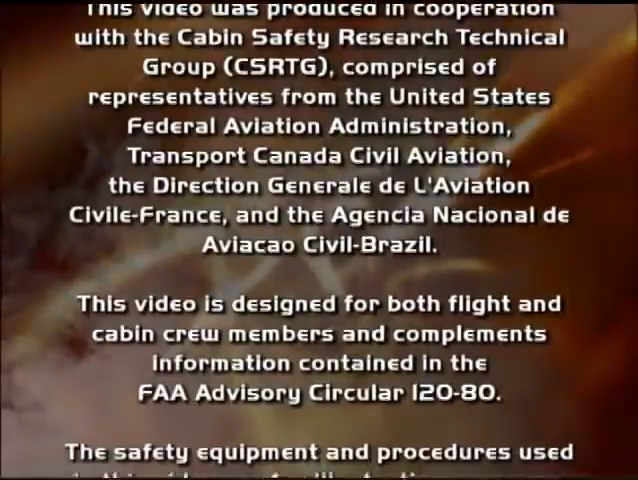 This video was produced in cooperation
with the Cabin Safety Research Technical
Group (CSRTG), comprised of
representatives from the United States
Federal Aviation Administration,
Transport Canada Civil Aviation,
the Direction Generale de L'Aviation
Civile-France, and the Agencia Nacional de
Aviacao Civil-Brazil.
This video is designed for both flight and
cabin crew members and complements
information contained in the
FAA Advisory Circular 120-80.
The safety equipment and procedures used